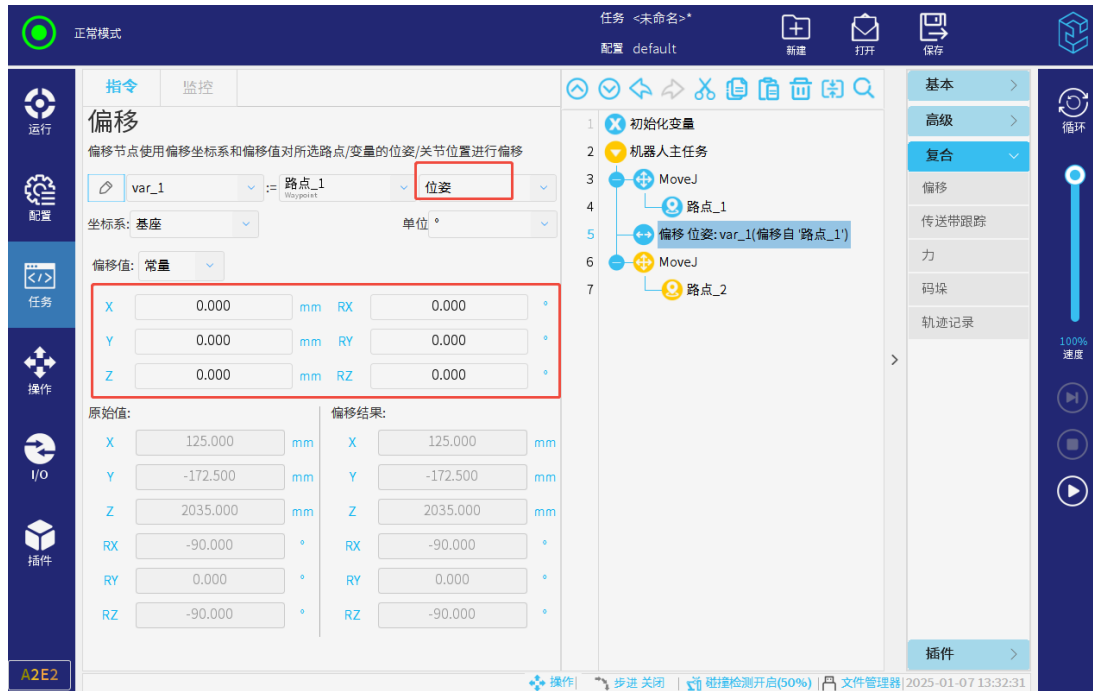 正常模式
任务 <未命名>*
配置 default
新建
打开
保存
运行
配置
任务
操作
I/O
插件
A2E2
指令 监控
偏移
偏移节点使用偏移坐标系和偏移值对所选路点/变量的位姿/关节位置进行偏移
var_1 := 路点_1 位姿
Waypoint
坐标系: 基座 单位 °
偏移值: 常量
X 0.000 mm RX 0.000 °
Y 0.000 mm RY 0.000 °
Z 0.000 mm RZ 0.000 °
原始值: 偏移结果:
X 125.000 mm X 125.000 mm
Y -172.500 mm Y -172.500 mm
Z 2035.000 mm Z 2035.000 mm
RX -90.000 ° RX -90.000 °
RY 0.000 ° RY 0.000 °
RZ -90.000 ° RZ -90.000 °
1 初始化变量
2 机器人主任务
3 MoveJ
4 路点_1
5 偏移 位姿: var_1(偏移自 '路点_1')
6 MoveJ
7 路点_2
基本
高级
复合
偏移
传送带跟踪
力
码垛
轨迹记录
插件
循环
100%
速度
操作 | 步进 关闭 | 碰撞检测开启(50%) | 文件管理器 | 2025-01-07 13:32:31